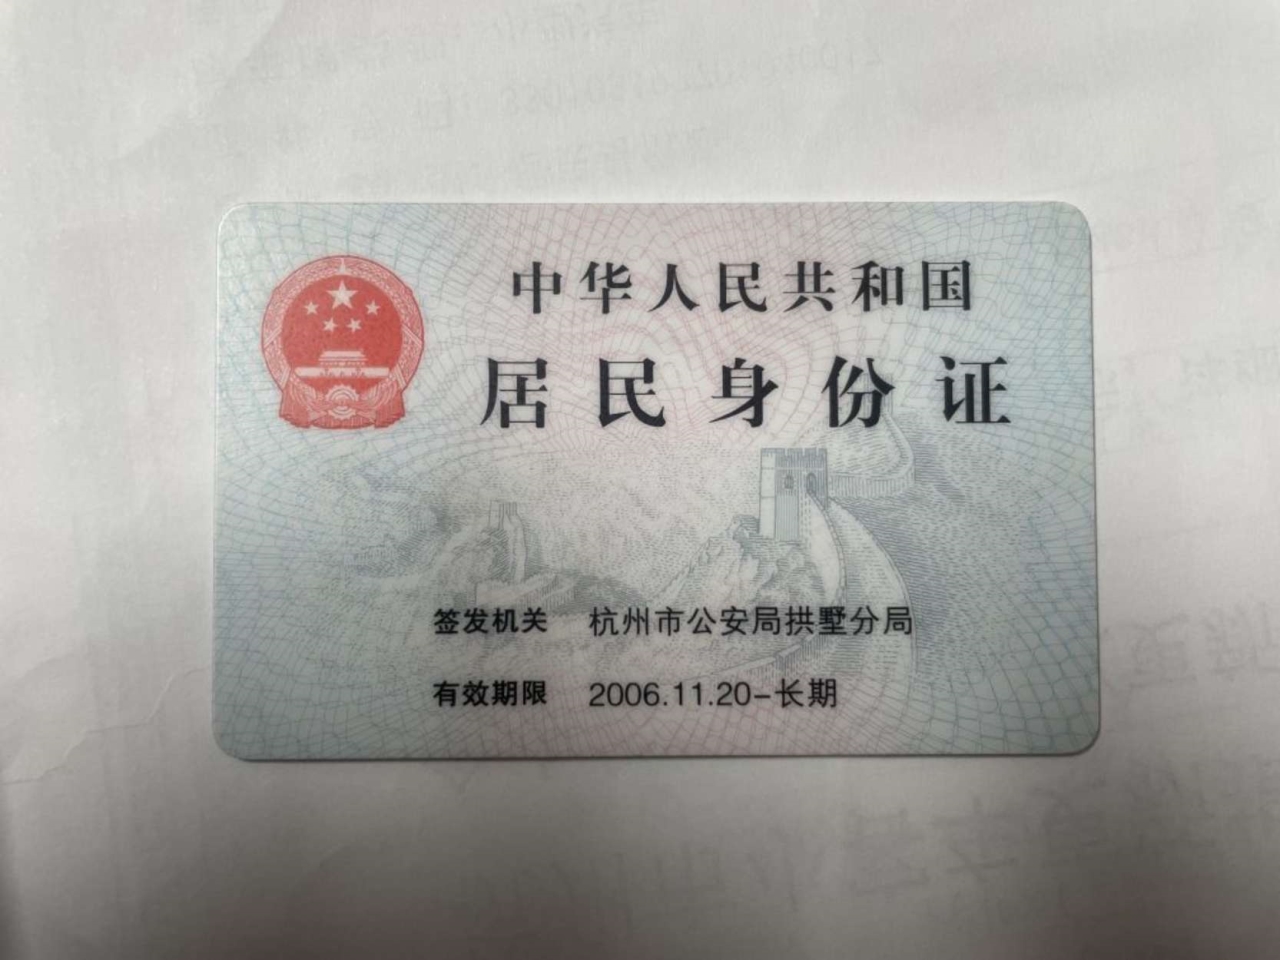 中华人民共和国
居民身份证
签发机关 杭州市公安局拱墅分局
有效期限 2006.11.20-长期